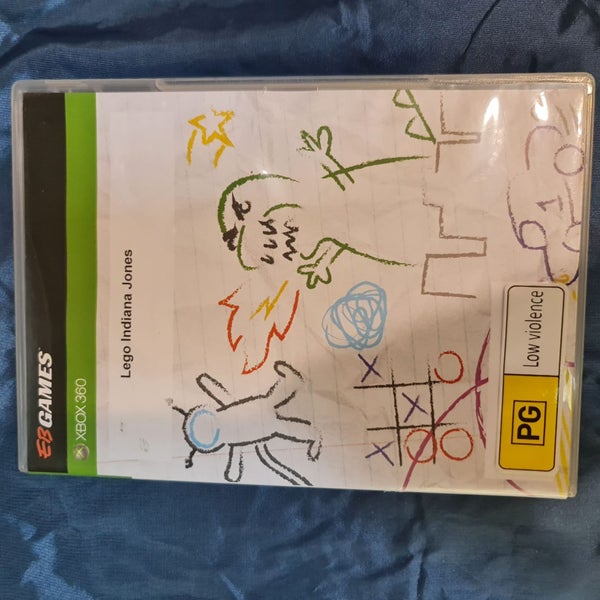 EB GAMES
XBOX 360
Lego Indiana Jones
X O
X
X O O
PG
Low violence